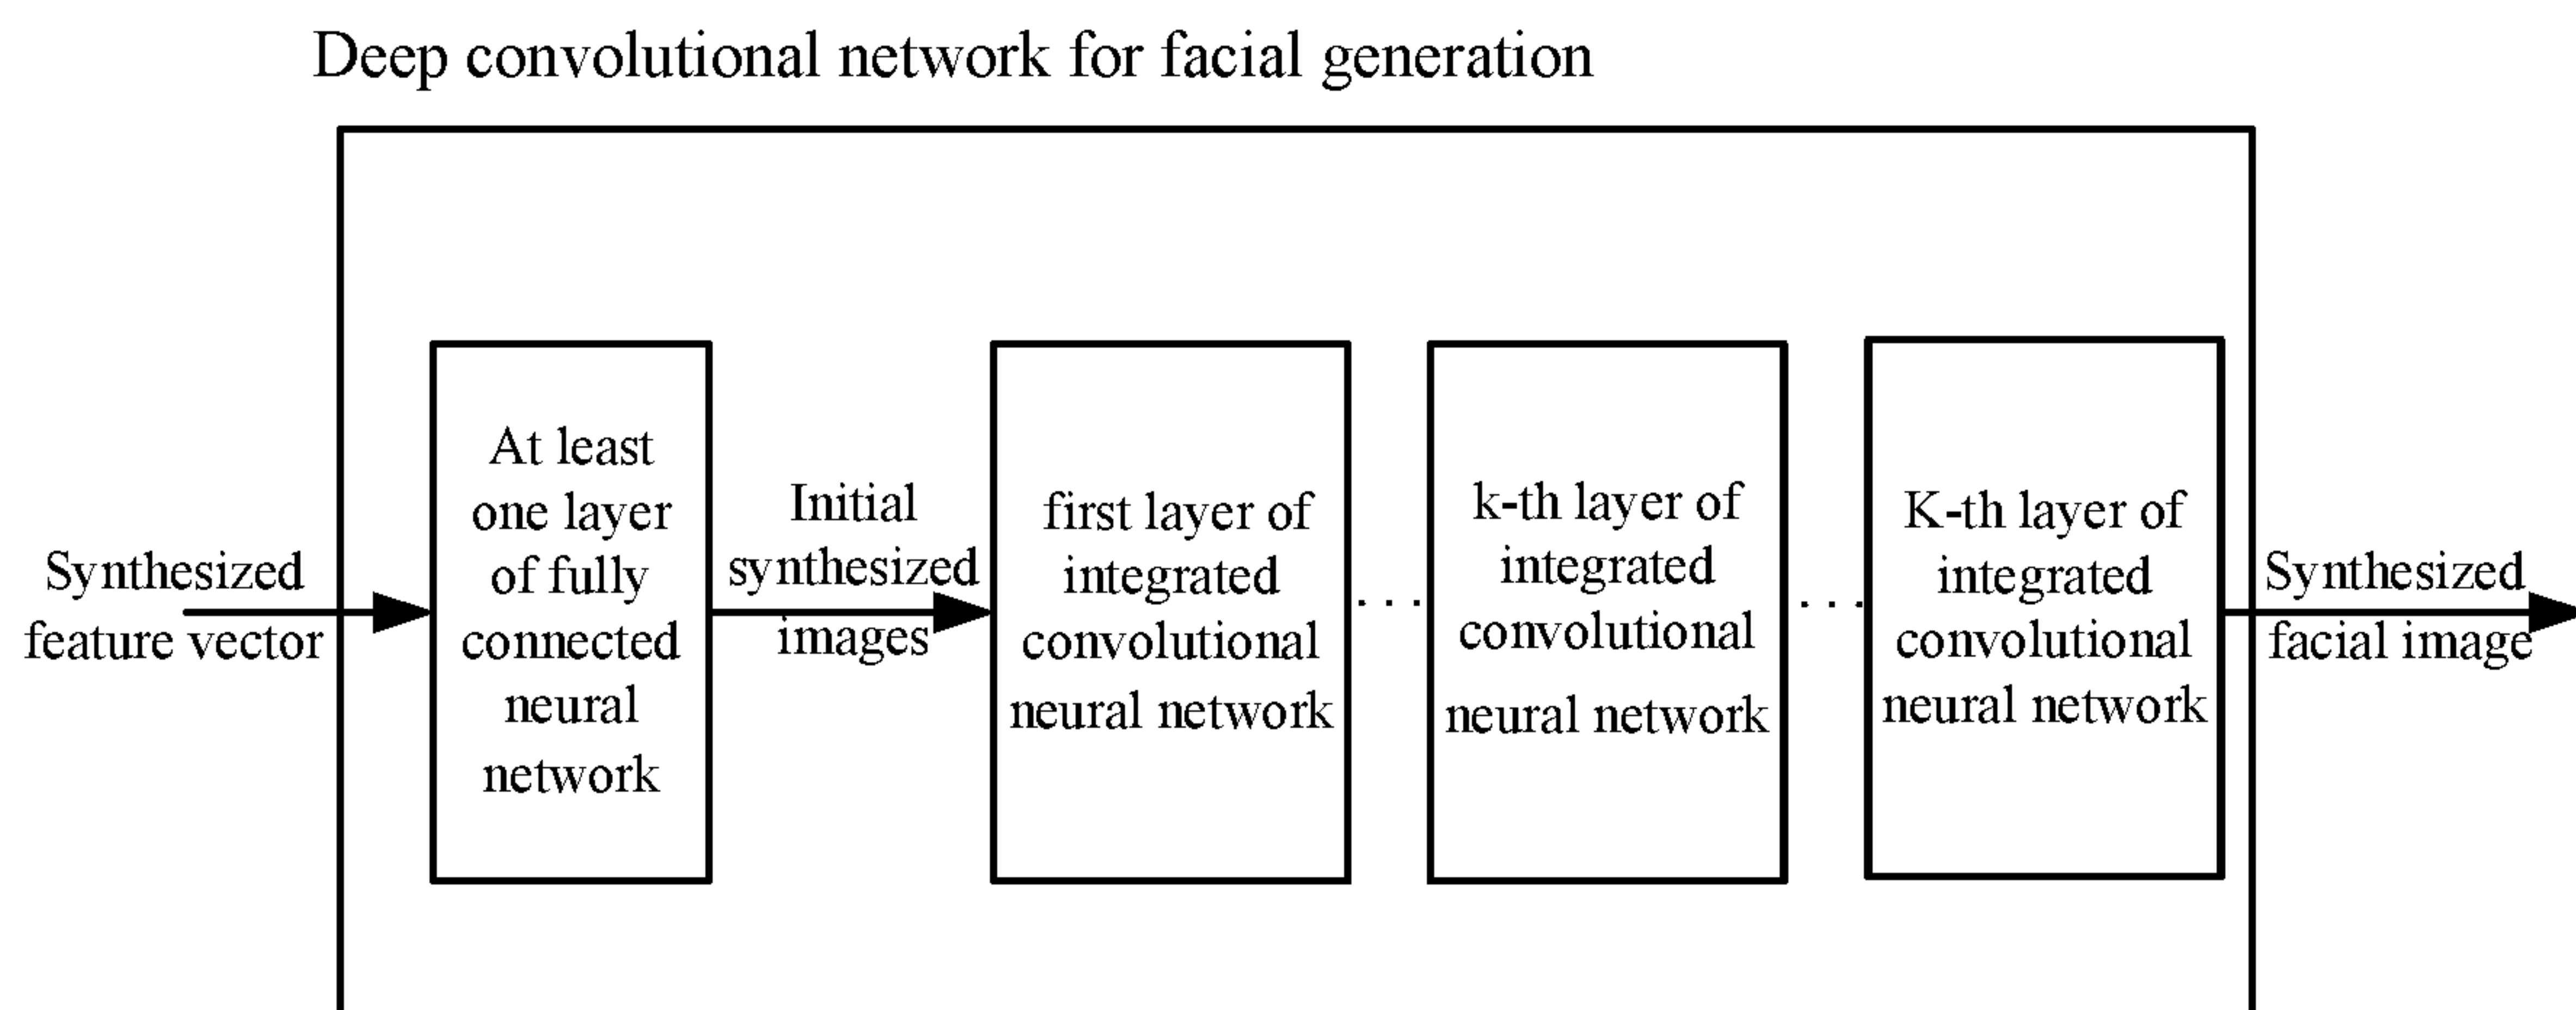 Deep convolutional network for facial generation
Synthesized
feature vector
At least
one layer
of fully
connected
neural
network
Initial
synthesized
images
first layer of
integrated
convolutional
neural network
. . .
k-th layer of
integrated
convolutional
neural network
. . .
K-th layer of
integrated
convolutional
neural network
Synthesized
facial image